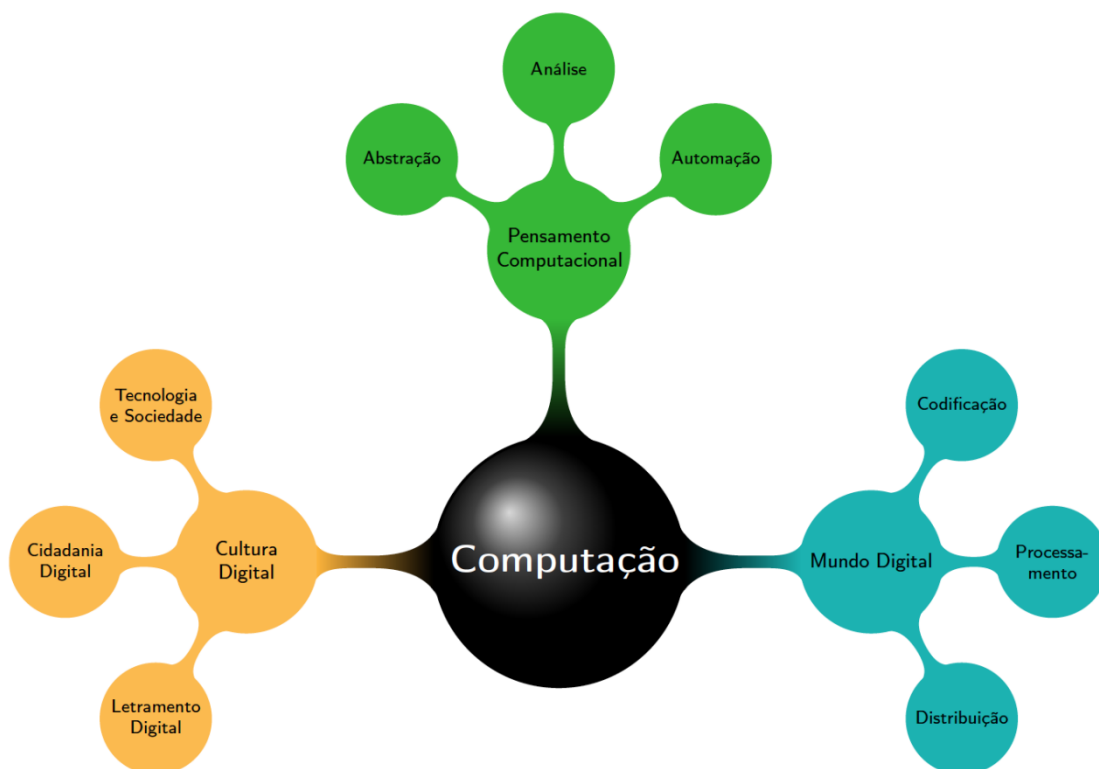 Análise
Abstração
Automação
Pensamento
Computacional
Tecnologia
e Sociedade
Codificação
Cidadania
Digital
Cultura
Digital
Computação
Mundo Digital
Processa-
mento
Letramento
Digital
Distribuição